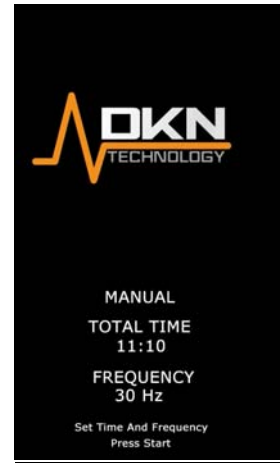 DKN
TECHNOLOGY
MANUAL
TOTAL TIME
11:10
FREQUENCY
30 Hz
Set Time And Frequency
Press Start